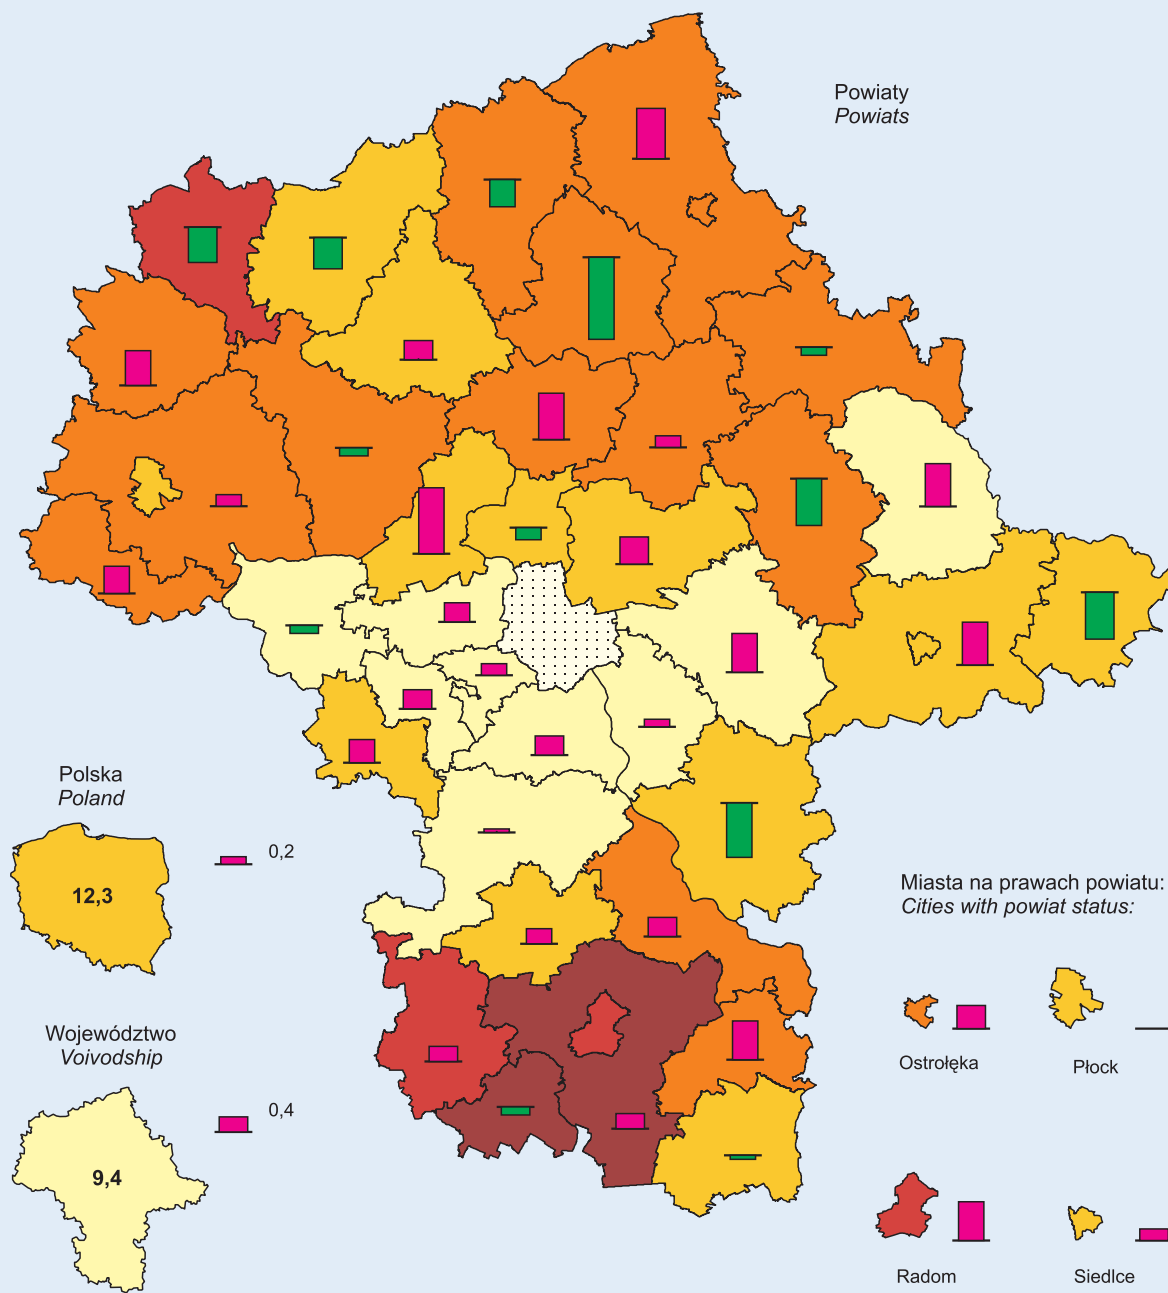 Powiaty
Powiats
Polska
Poland
12,3
0,2
Województwo
Voivodship
9,4
0,4
Miasta na prawach powiatu:
Cities with powiat status:
Ostrołęka
Płock
Radom
Siedlce